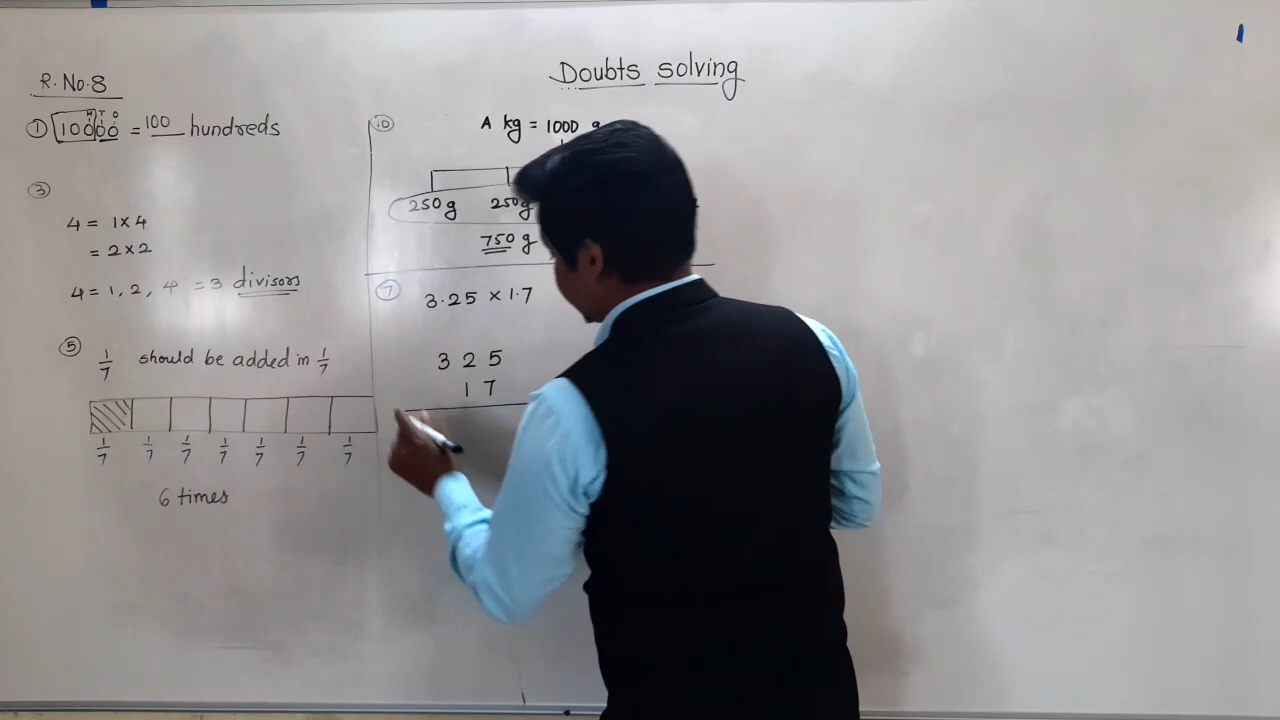 Doubts solving
R. No. 8
① H T O
10000 = 100 hundreds
③
4 = 1 × 4
= 2 × 2
4 = 1, 2, 4 = 3 divisors
⑤ 1/7 should be added in 1/7
1/7 1/7 1/7 1/7 1/7 1/7 1/7
6 times
⑩ A kg = 1000 g
250 g 250 g
750 g
⑦ 3.25 × 1.7
3 2 5
1 7